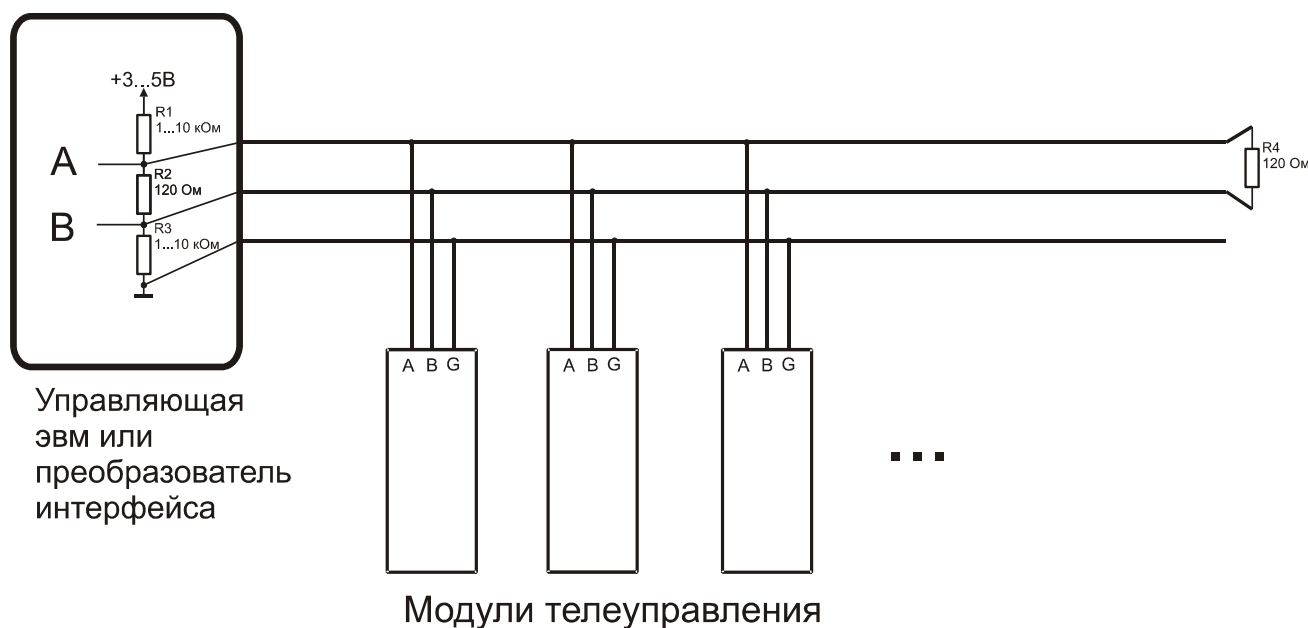 +3...5В
R1
1...10 кОм
A
R2
120 Ом
B
R3
1...10 кОм
R4
120 Ом
A B G
A B G
A B G
Управляющая
эвм или
преобразователь
интерфейса
...
Модули телеуправления